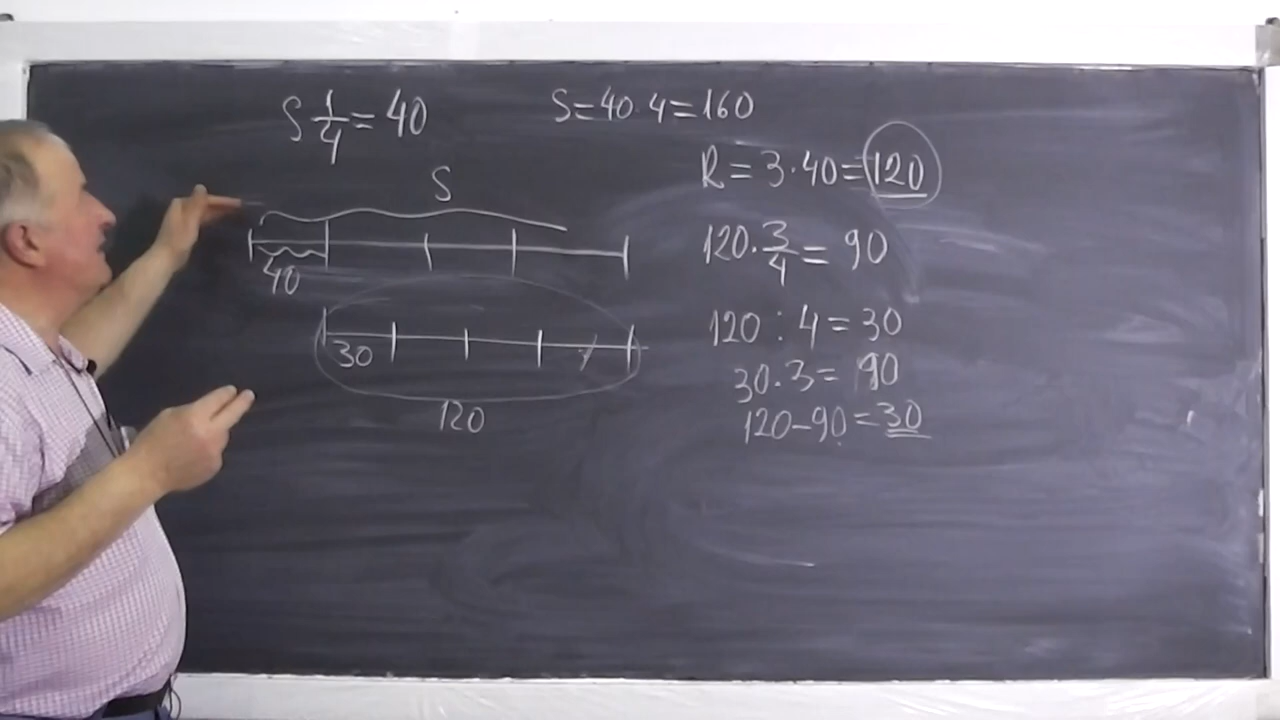 S 1/4 = 40
S=40·4=160
R = 3·40=120
S
40
30
120
120·3/4 = 90
120 : 4 = 30
30·3= 90
120-90=30